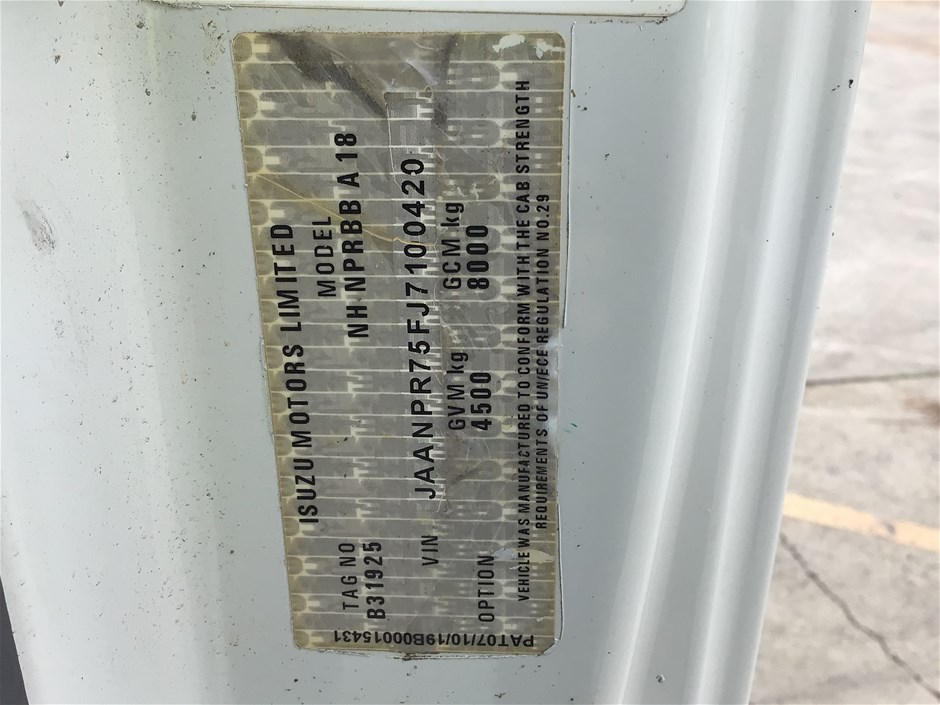 ISUZU MOTORS LIMITED
TAG NO
MODEL
B31925
NH NPRBB A18
VIN
JAANPR75FJ7100420
GVM kg
GCM kg
OPTION
4500
8000
VEHICLE WAS MANUFACTURED TO CONFORM WITH THE CAB STRENGTH
REQUIREMENTS OF UN/ECE REGULATION NO.29
PAT07/10/19B00015431